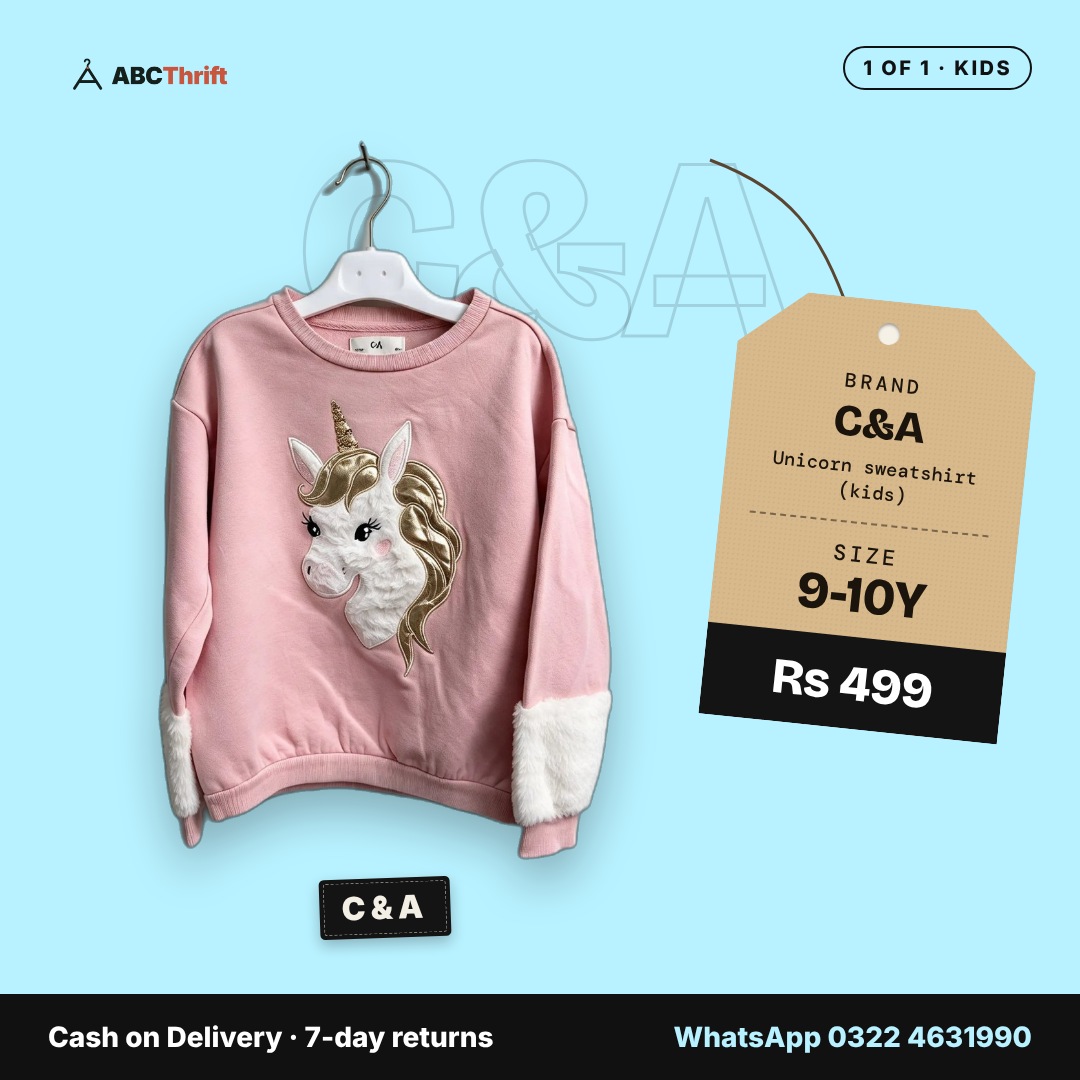 ABCThrift
1 OF 1 · KIDS
C&A
C&A
BRAND
C&A
Unicorn sweatshirt
(kids)
SIZE
9-10Y
Rs 499
C&A
Cash on Delivery · 7-day returns
WhatsApp 0322 4631990